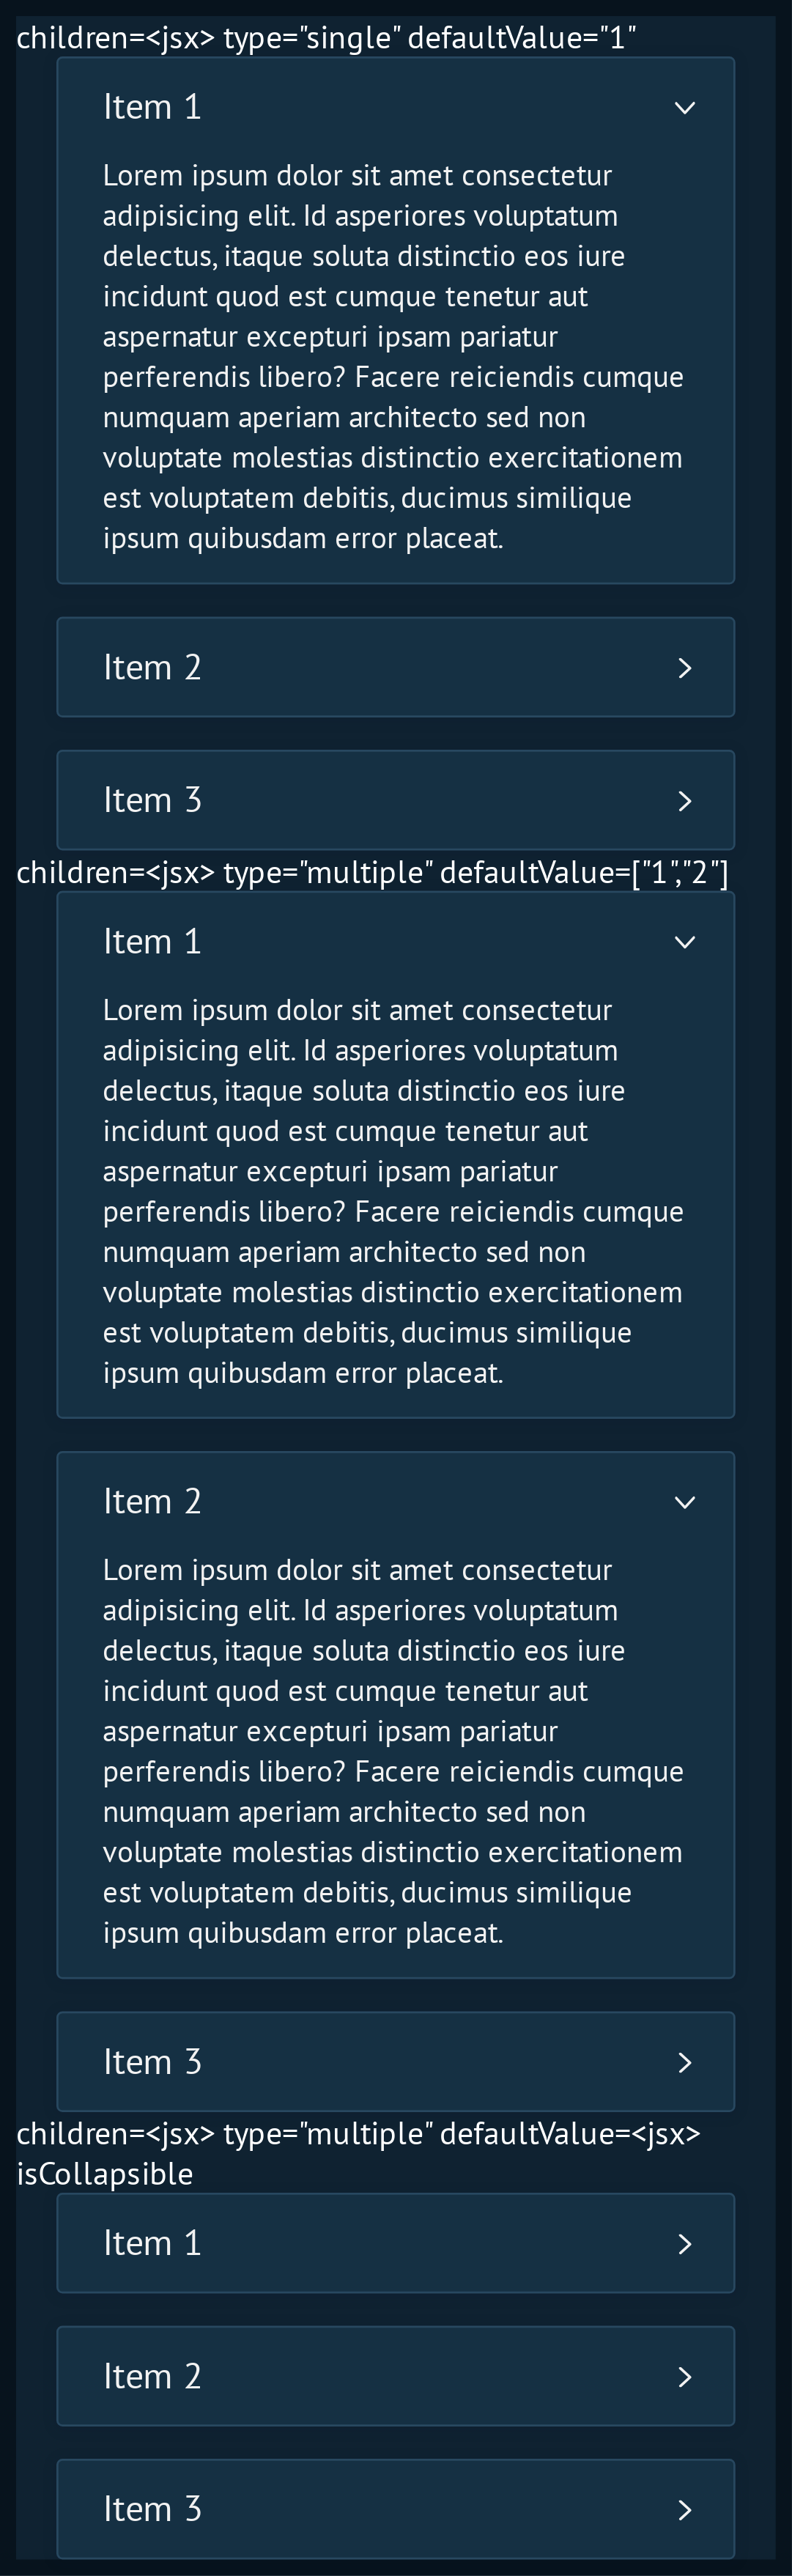 children=<jsx> type="single" defaultValue="1"
Item 1
Lorem ipsum dolor sit amet consectetur
adipisicing elit. Id asperiores voluptatum
delectus, itaque soluta distinctio eos iure
incidunt quod est cumque tenetur aut
aspernatur excepturi ipsam pariatur
perferendis libero? Facere reiciendis cumque
numquam aperiam architecto sed non
voluptate molestias distinctio exercitationem
est voluptatem debitis, ducimus similique
ipsum quibusdam error placeat.
Item 2
Item 3
children=<jsx> type="multiple" defaultValue=["1","2"]
Item 1
Lorem ipsum dolor sit amet consectetur
adipisicing elit. Id asperiores voluptatum
delectus, itaque soluta distinctio eos iure
incidunt quod est cumque tenetur aut
aspernatur excepturi ipsam pariatur
perferendis libero? Facere reiciendis cumque
numquam aperiam architecto sed non
voluptate molestias distinctio exercitationem
est voluptatem debitis, ducimus similique
ipsum quibusdam error placeat.
Item 2
Lorem ipsum dolor sit amet consectetur
adipisicing elit. Id asperiores voluptatum
delectus, itaque soluta distinctio eos iure
incidunt quod est cumque tenetur aut
aspernatur excepturi ipsam pariatur
perferendis libero? Facere reiciendis cumque
numquam aperiam architecto sed non
voluptate molestias distinctio exercitationem
est voluptatem debitis, ducimus similique
ipsum quibusdam error placeat.
Item 3
children=<jsx> type="multiple" defaultValue=<jsx>
isCollapsible
Item 1
Item 2
Item 3